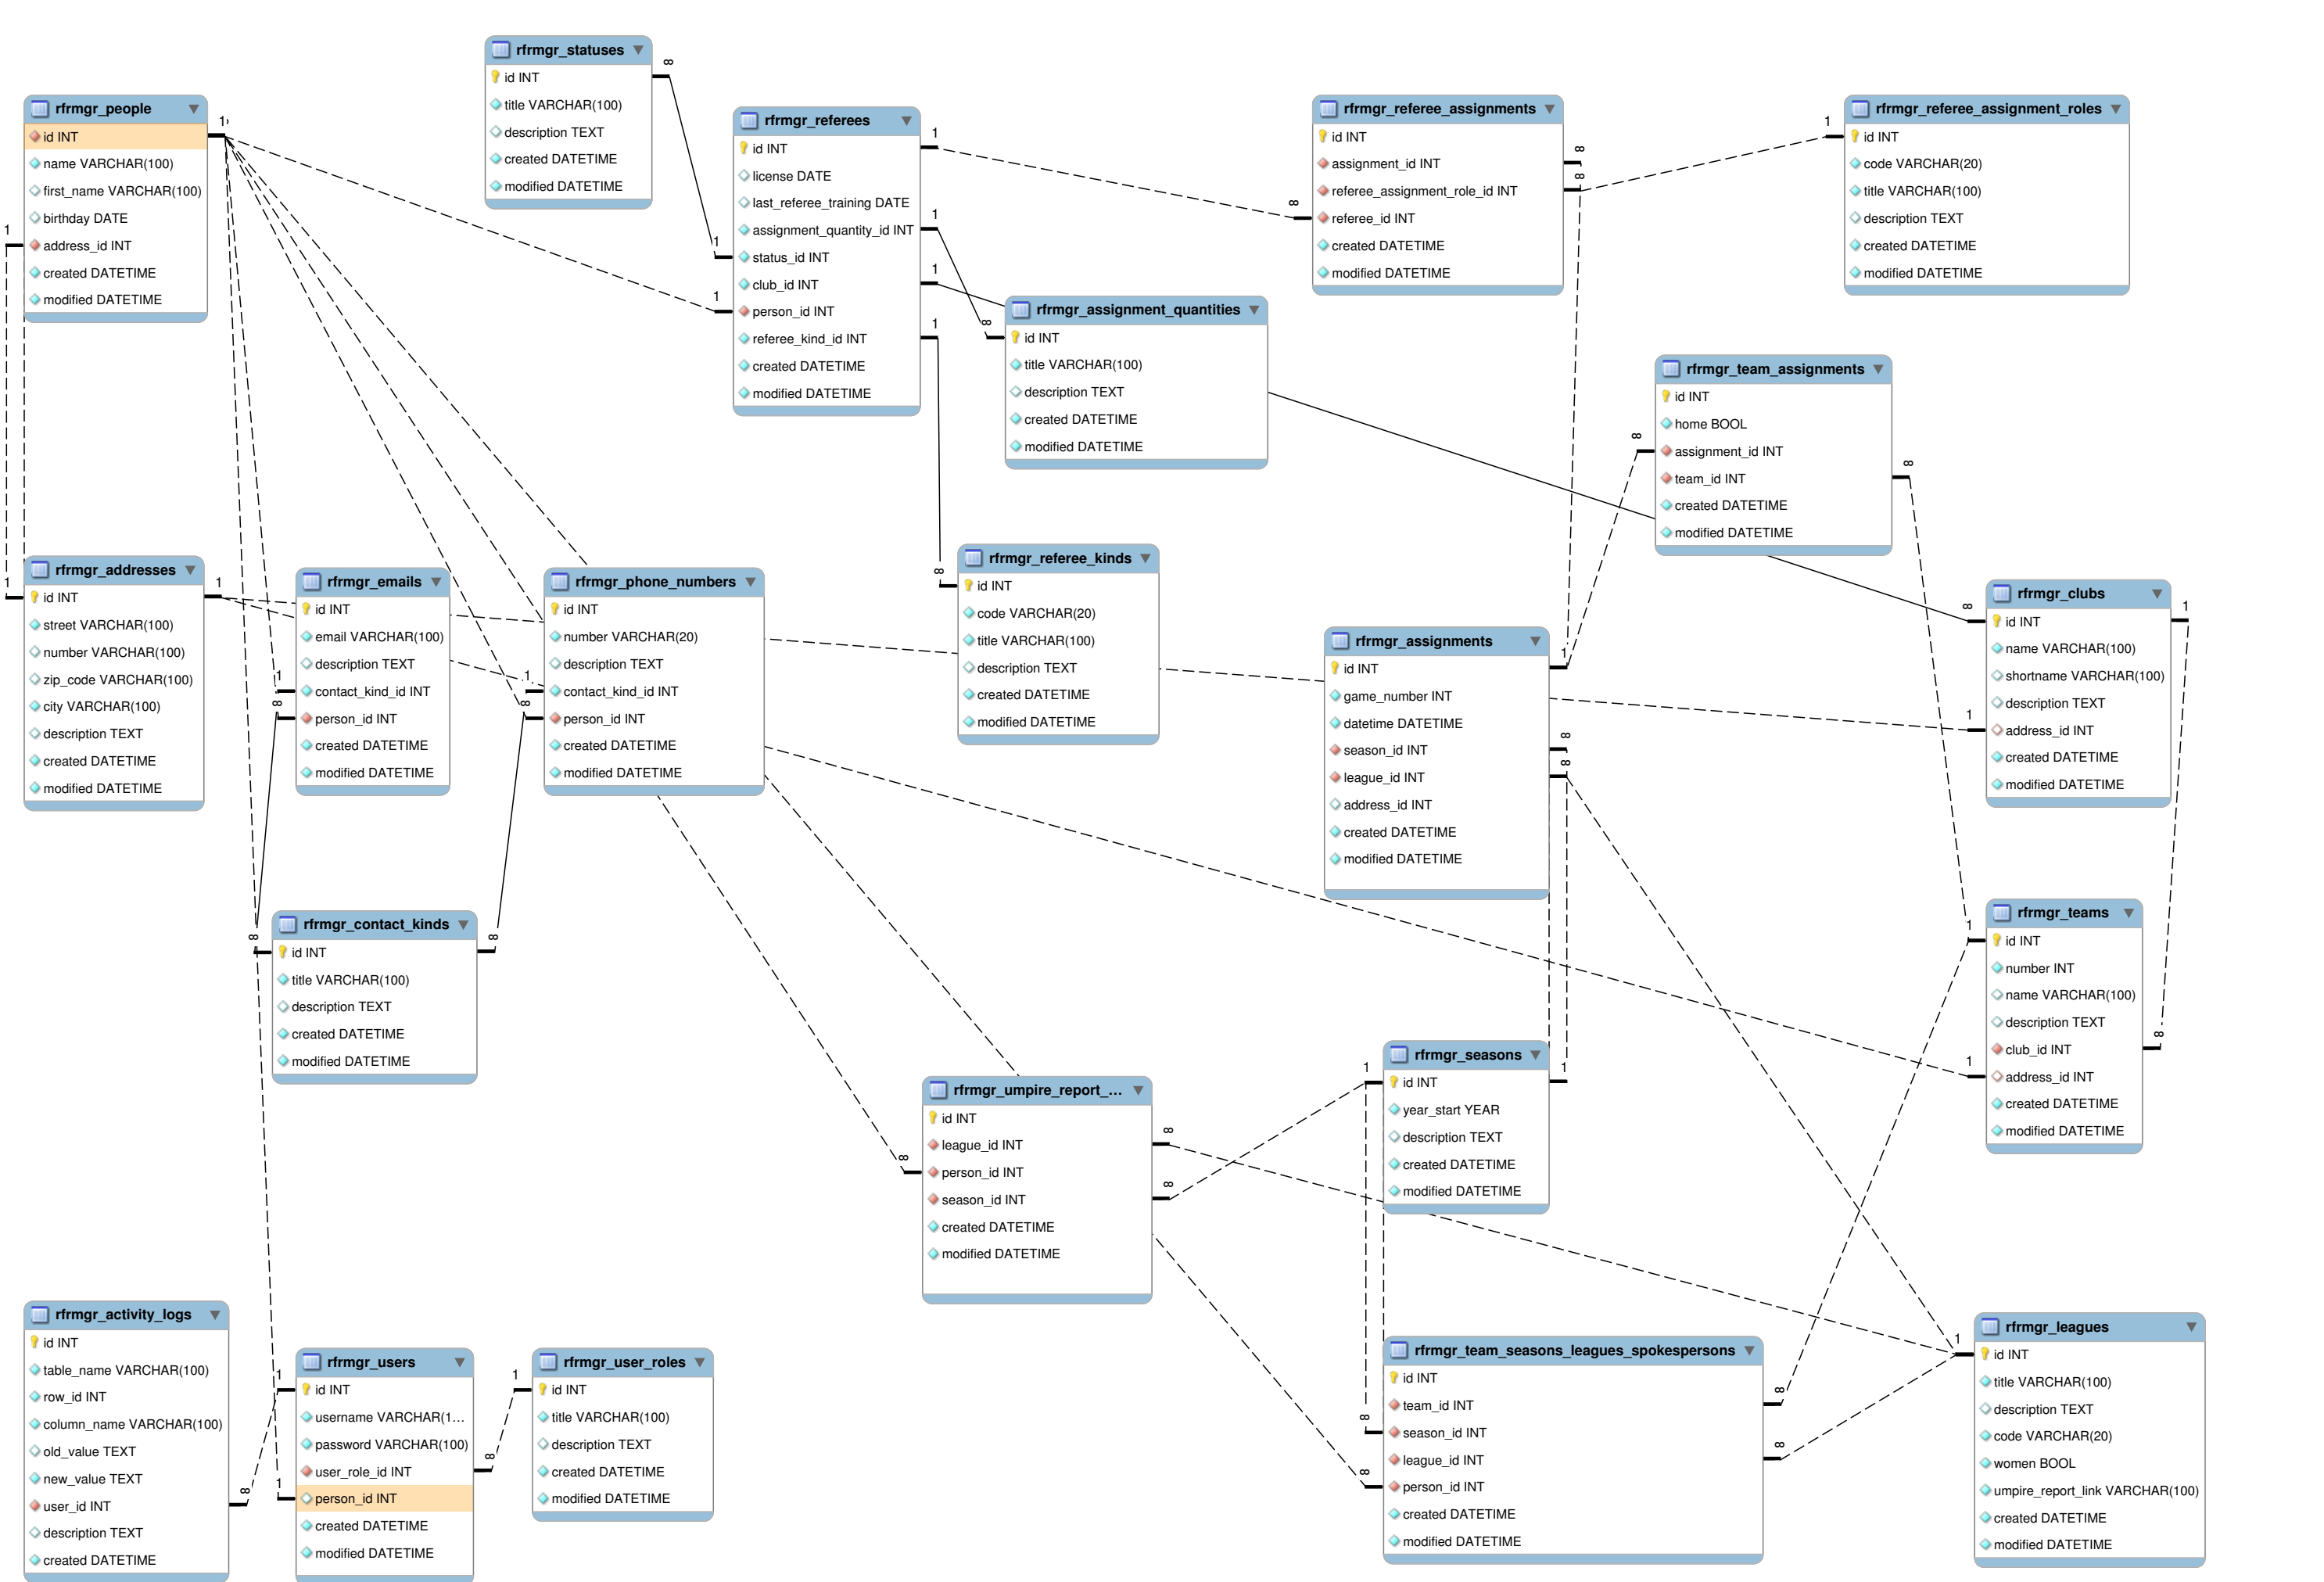 rfrmgr_statuses
id INT
title VARCHAR(100)
description TEXT
created DATETIME
modified DATETIME
rfrmgr_people
id INT
name VARCHAR(100)
first_name VARCHAR(100)
birthday DATE
address_id INT
created DATETIME
modified DATETIME
rfrmgr_referees
id INT
license DATE
last_referee_training DATE
assignment_quantity_id INT
status_id INT
club_id INT
person_id INT
referee_kind_id INT
created DATETIME
modified DATETIME
rfrmgr_referee_assignments
id INT
assignment_id INT
referee_assignment_role_id INT
referee_id INT
created DATETIME
modified DATETIME
rfrmgr_referee_assignment_roles
id INT
code VARCHAR(20)
title VARCHAR(100)
description TEXT
created DATETIME
modified DATETIME
rfrmgr_assignment_quantities
id INT
title VARCHAR(100)
description TEXT
created DATETIME
modified DATETIME
rfrmgr_team_assignments
id INT
home BOOL
assignment_id INT
team_id INT
created DATETIME
modified DATETIME
rfrmgr_addresses
id INT
street VARCHAR(100)
number VARCHAR(100)
zip_code VARCHAR(100)
city VARCHAR(100)
description TEXT
created DATETIME
modified DATETIME
rfrmgr_emails
id INT
email VARCHAR(100)
description TEXT
contact_kind_id INT
person_id INT
created DATETIME
modified DATETIME
rfrmgr_phone_numbers
id INT
number VARCHAR(20)
description TEXT
contact_kind_id INT
person_id INT
created DATETIME
modified DATETIME
rfrmgr_referee_kinds
id INT
code VARCHAR(20)
title VARCHAR(100)
description TEXT
created DATETIME
modified DATETIME
rfrmgr_assignments
id INT
game_number INT
datetime DATETIME
season_id INT
league_id INT
address_id INT
created DATETIME
modified DATETIME
rfrmgr_clubs
id INT
name VARCHAR(100)
shortname VARCHAR(100)
description TEXT
address_id INT
created DATETIME
modified DATETIME
rfrmgr_contact_kinds
id INT
title VARCHAR(100)
description TEXT
created DATETIME
modified DATETIME
rfrmgr_teams
id INT
number INT
name VARCHAR(100)
description TEXT
club_id INT
address_id INT
created DATETIME
modified DATETIME
rfrmgr_umpire_report_...
id INT
league_id INT
person_id INT
season_id INT
created DATETIME
modified DATETIME
rfrmgr_seasons
id INT
year_start YEAR
description TEXT
created DATETIME
modified DATETIME
rfrmgr_activity_logs
id INT
table_name VARCHAR(100)
row_id INT
column_name VARCHAR(100)
old_value TEXT
new_value TEXT
user_id INT
description TEXT
created DATETIME
rfrmgr_users
id INT
username VARCHAR(1...
password VARCHAR(100)
user_role_id INT
person_id INT
created DATETIME
modified DATETIME
rfrmgr_user_roles
id INT
title VARCHAR(100)
description TEXT
created DATETIME
modified DATETIME
rfrmgr_team_seasons_leagues_spokespersons
id INT
team_id INT
season_id INT
league_id INT
person_id INT
created DATETIME
modified DATETIME
rfrmgr_leagues
id INT
title VARCHAR(100)
description TEXT
code VARCHAR(20)
women BOOL
umpire_report_link VARCHAR(100)
created DATETIME
modified DATETIME